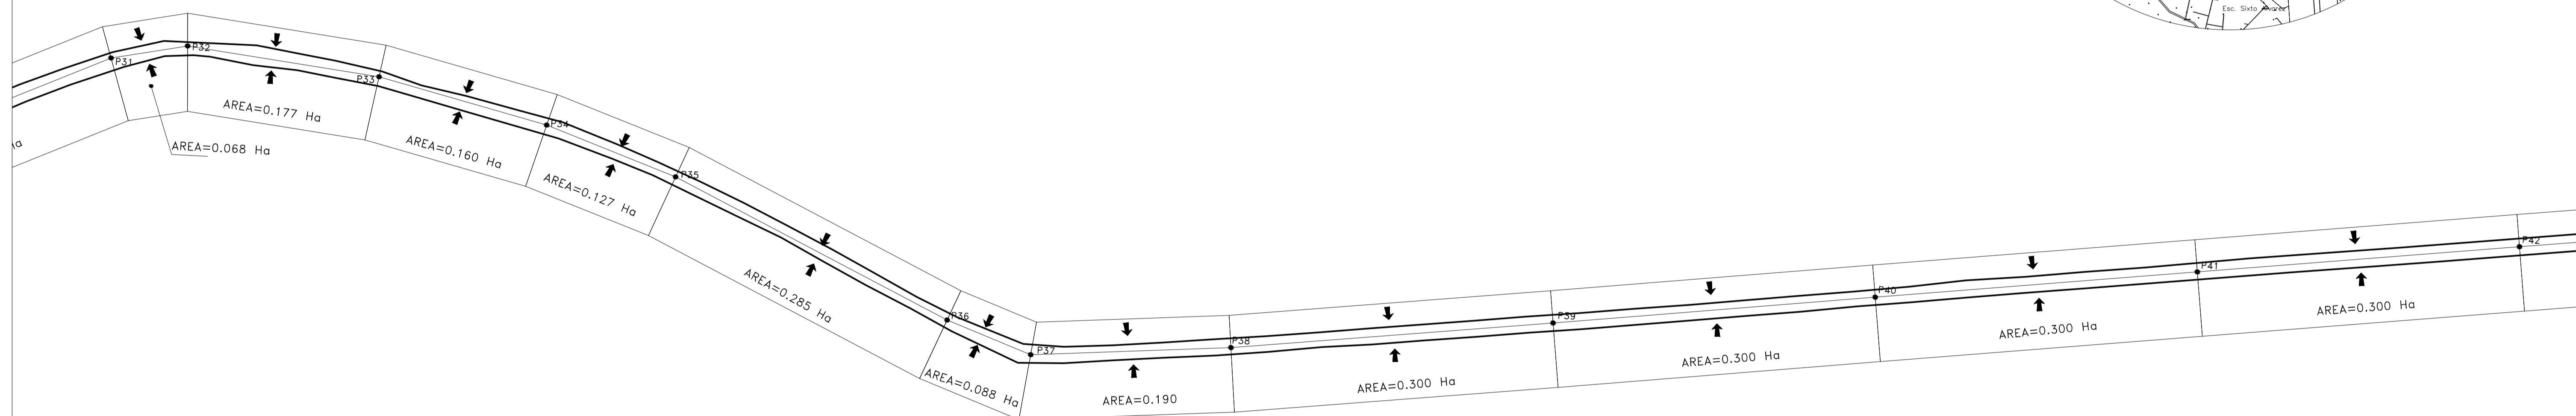 Esc. Sixto Alvarez
P31
P32
P33
P34
P35
P36
P37
P38
P39
P40
P41
P42
AREA=0.068 Ha
AREA=0.177 Ha
AREA=0.160 Ha
AREA=0.127 Ha
AREA=0.285 Ha
AREA=0.088 Ha
AREA=0.190
AREA=0.300 Ha
AREA=0.300 Ha
AREA=0.300 Ha
AREA=0.300 Ha